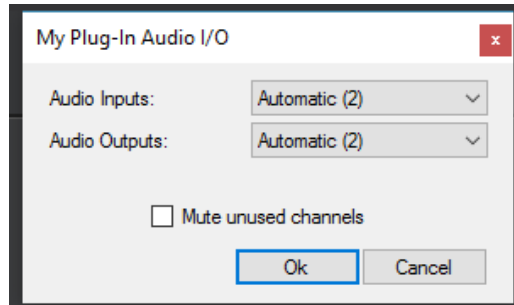 My Plug-In Audio I/O
x
Audio Inputs: Automatic (2)
Audio Outputs: Automatic (2)
Mute unused channels
Ok Cancel